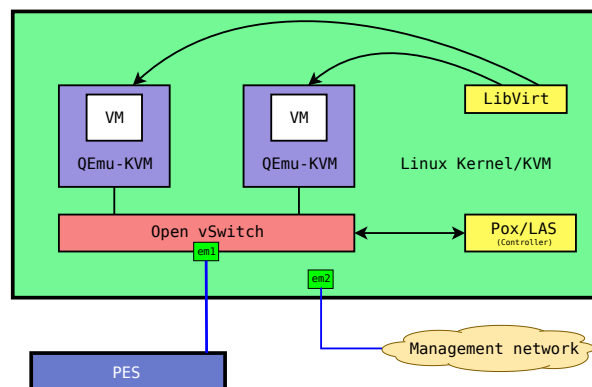 LibVirt
VM
VM
QEmu-KVM
QEmu-KVM
Linux Kernel/KVM
Open vSwitch
Pox/LAS
(Controller)
em1
em2
Management network
PES